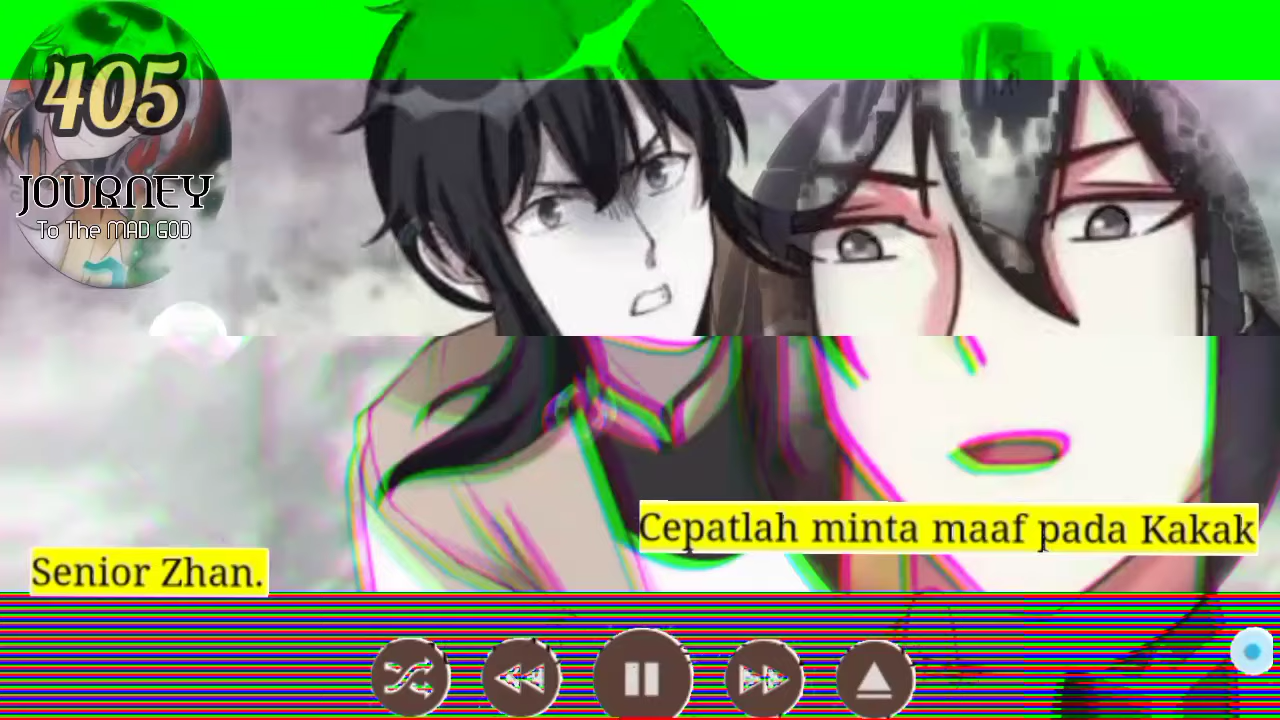 405
JOURNEY
To The MAD GOD
Cepatlah minta maaf pada Kakak
Senior Zhan.